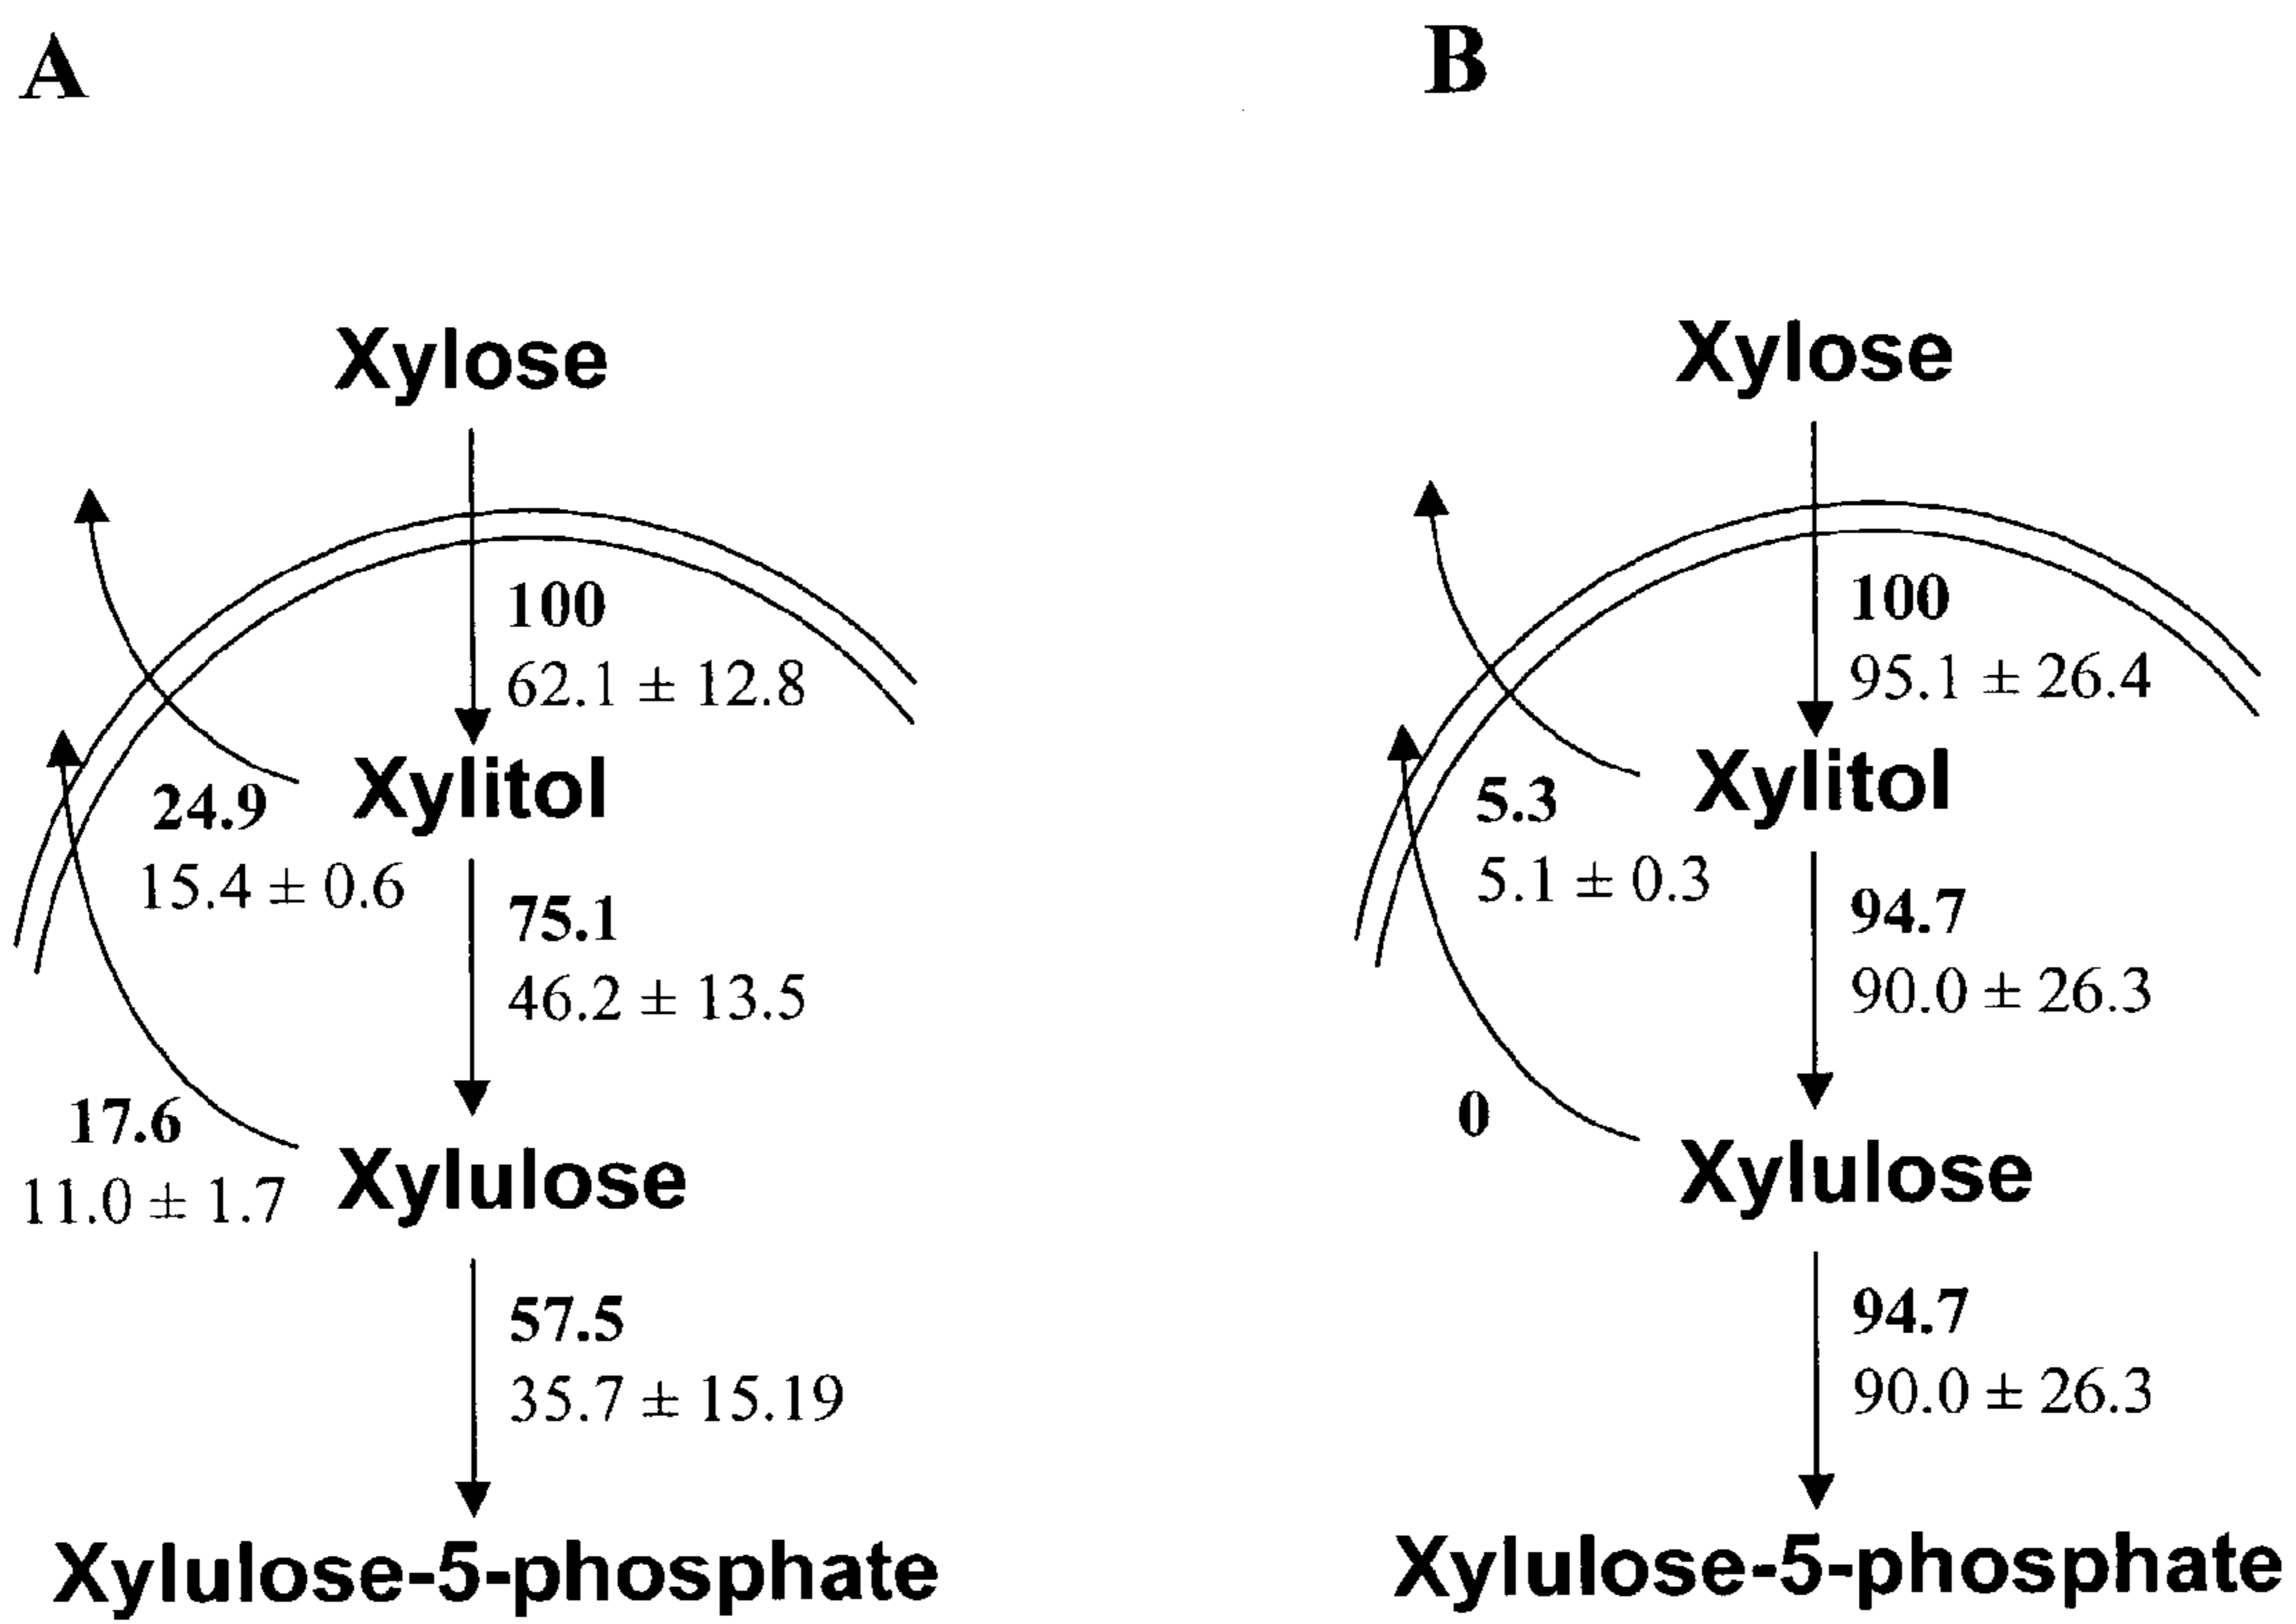 A
Xylose
100
62.1 ± 12.8
Xylitol
24.9
15.4 ± 0.6
75.1
46.2 ± 13.5
17.6
11.0 ± 1.7
Xylulose
57.5
35.7 ± 15.19
Xylulose-5-phosphate
B
Xylose
100
95.1 ± 26.4
Xylitol
5.3
5.1 ± 0.3
94.7
90.0 ± 26.3
0
Xylulose
94.7
90.0 ± 26.3
Xylulose-5-phosphate